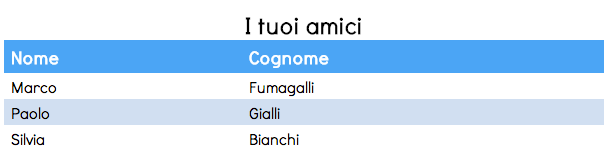 I tuoi amici
Nome Cognome
Marco Fumagalli
Paolo Gialli
Silvia Bianchi